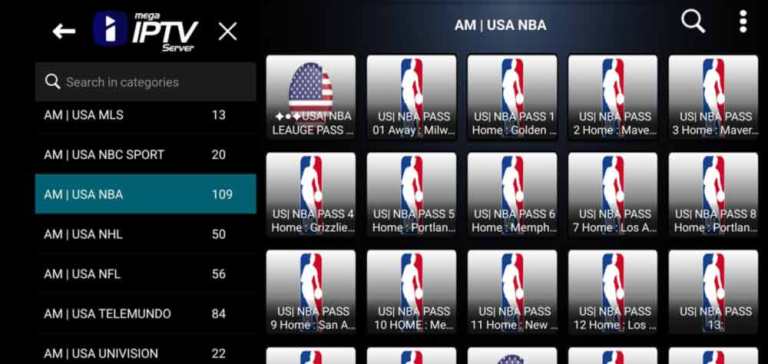 mega
IPTV
Server
AM | USA NBA
Search in categories
AM | USA MLS 13
AM | USA NBC SPORT 20
AM | USA NBA 109
AM | USA NHL 50
AM | USA NFL 56
AM | USA TELEMUNDO 84
AM | USA UNIVISION 22
✦●✦USA| NBA
LEAUGE PASS ...
US| NBA PASS
01 Away : Milw...
US| NBA PASS 1
Home : Golden ...
US| NBA PASS
2 Home : Mave...
US| NBA PASS
3 Home : Maver...
US| NBA PASS 4
Home : Grizzlie...
US| NBA PASS 5
Home : Portlan...
US| NBA PASS 6
Home : Memph...
US| NBA PASS
7 Home : Los A...
US| NBA PASS 8
Home : Portlan...
US| NBA PASS
9 Home : San A...
US| NBA PASS
10 HOME : Me...
US| NBA PASS
11 Home : New ...
US| NBA PASS
12 Home : Los ...
US| NBA PASS
13: